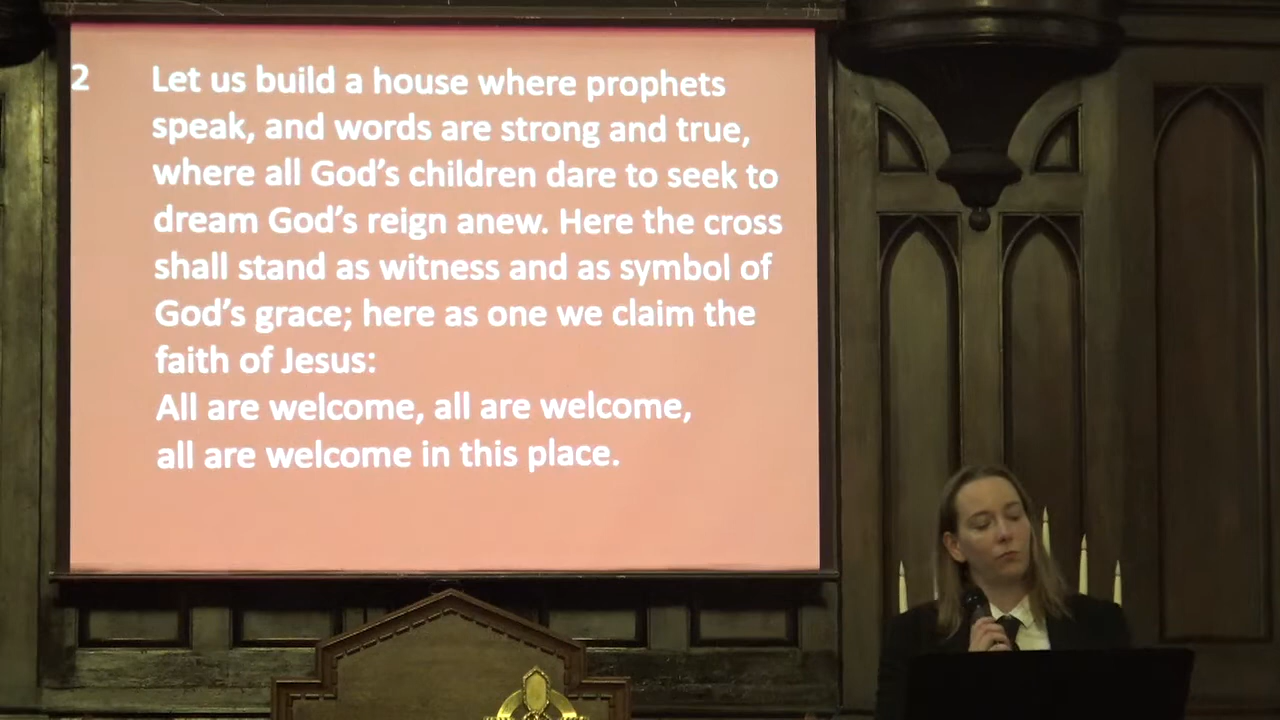 2 Let us build a house where prophets
speak, and words are strong and true,
where all God's children dare to seek to
dream God's reign anew. Here the cross
shall stand as witness and as symbol of
God's grace; here as one we claim the
faith of Jesus:
All are welcome, all are welcome,
all are welcome in this place.